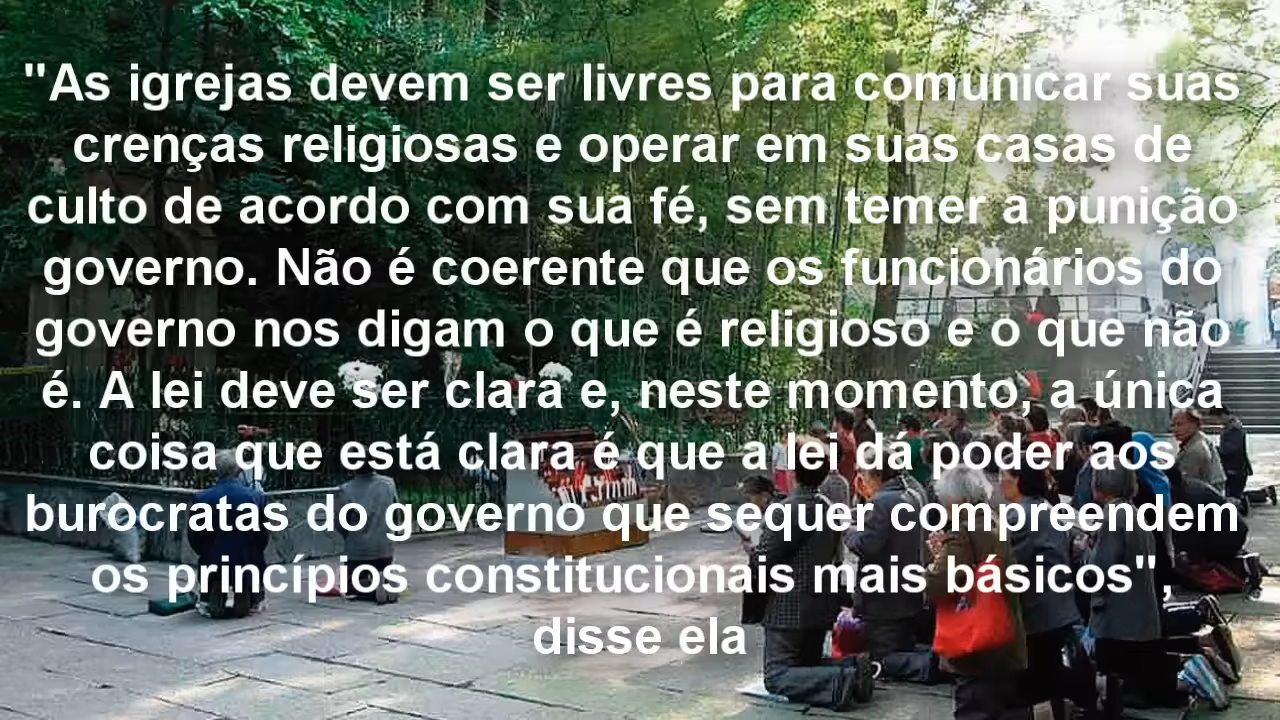 "As igrejas devem ser livres para comunicar suas
crenças religiosas e operar em suas casas de
culto de acordo com sua fé, sem temer a punição
governo. Não é coerente que os funcionários do
governo nos digam o que é religioso e o que não
é. A lei deve ser clara e, neste momento, a única
coisa que está clara é que a lei dá poder aos
burocratas do governo que sequer compreendem
os princípios constitucionais mais básicos",
disse ela